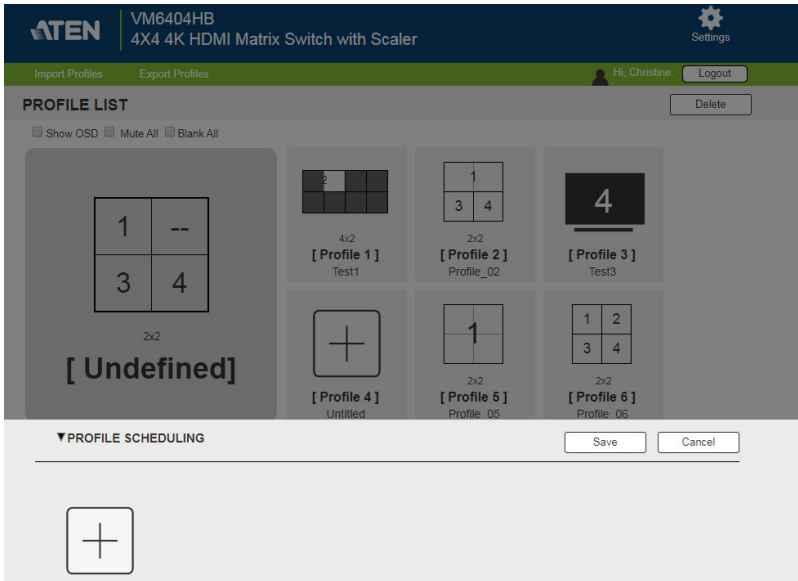 ATEN
VM6404HB
4X4 4K HDMI Matrix Switch with Scaler
Settings
Import Profiles Export Profiles
Hi, Christine. Logout
PROFILE LIST
Delete
Show OSD Mute All Blank All
1 --
3 4
2x2
[ Undefined]
2
4x2
[ Profile 1 ]
Test1
1
3 4
2x2
[ Profile 2 ]
Profile_02
4
[ Profile 3 ]
Test3
[ Profile 4 ]
Untitled
1
2x2
[ Profile 5 ]
Profile_05
1 2
3 4
2x2
[ Profile 6 ]
Profile_06
▼PROFILE SCHEDULING
Save Cancel